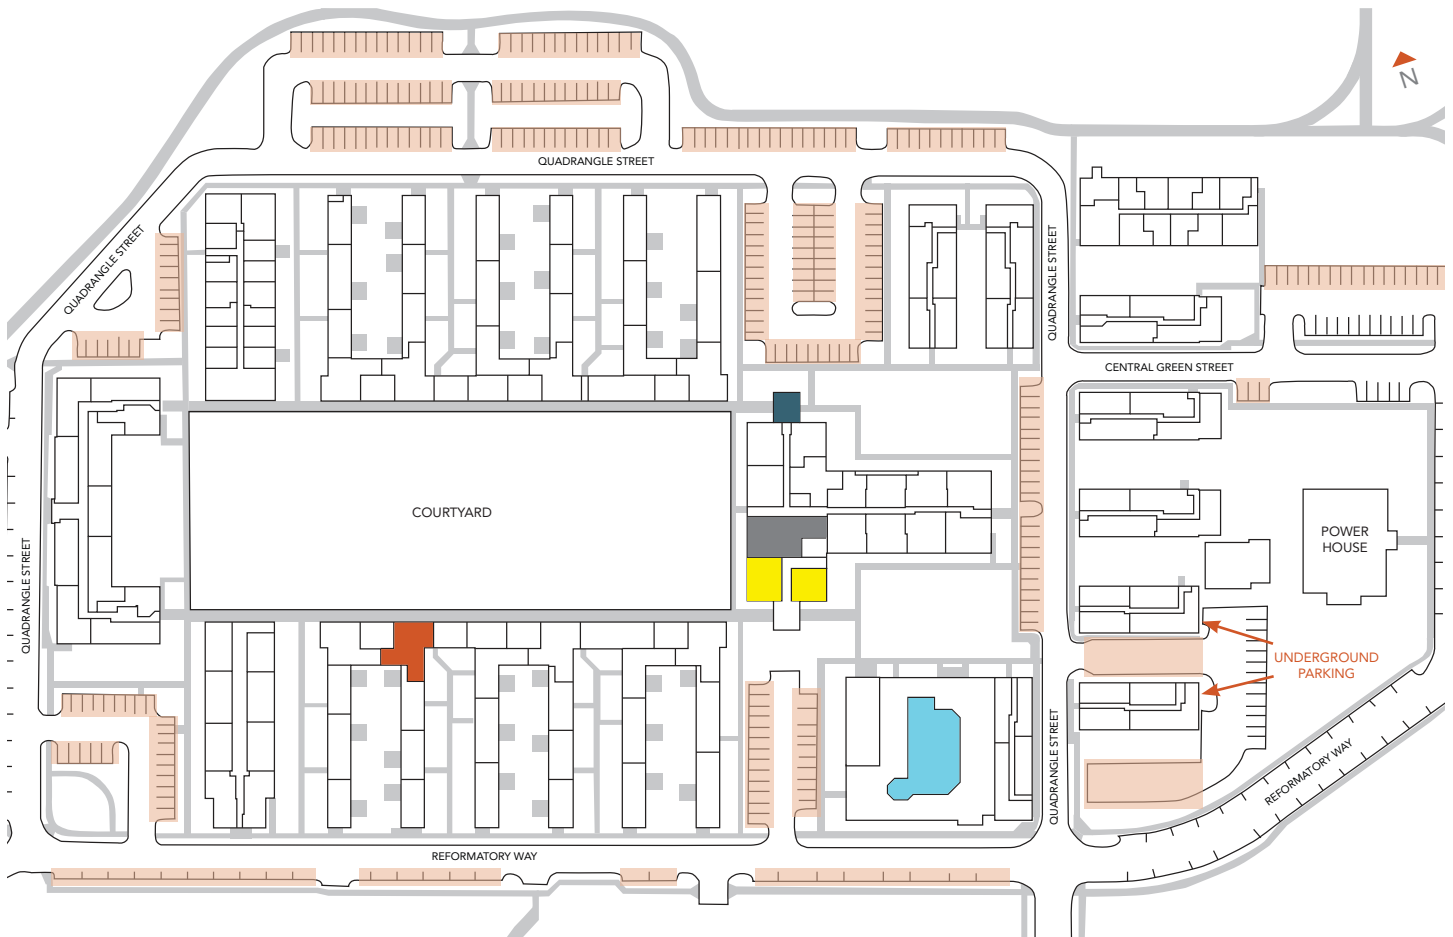 N
QUADRANGLE STREET
QUADRANGLE STREET
QUADRANGLE STREET
CENTRAL GREEN STREET
COURTYARD
POWER
HOUSE
QUADRANGLE STREET
UNDERGROUND
PARKING
QUADRANGLE STREET
REFORMATORY WAY
REFORMATORY WAY